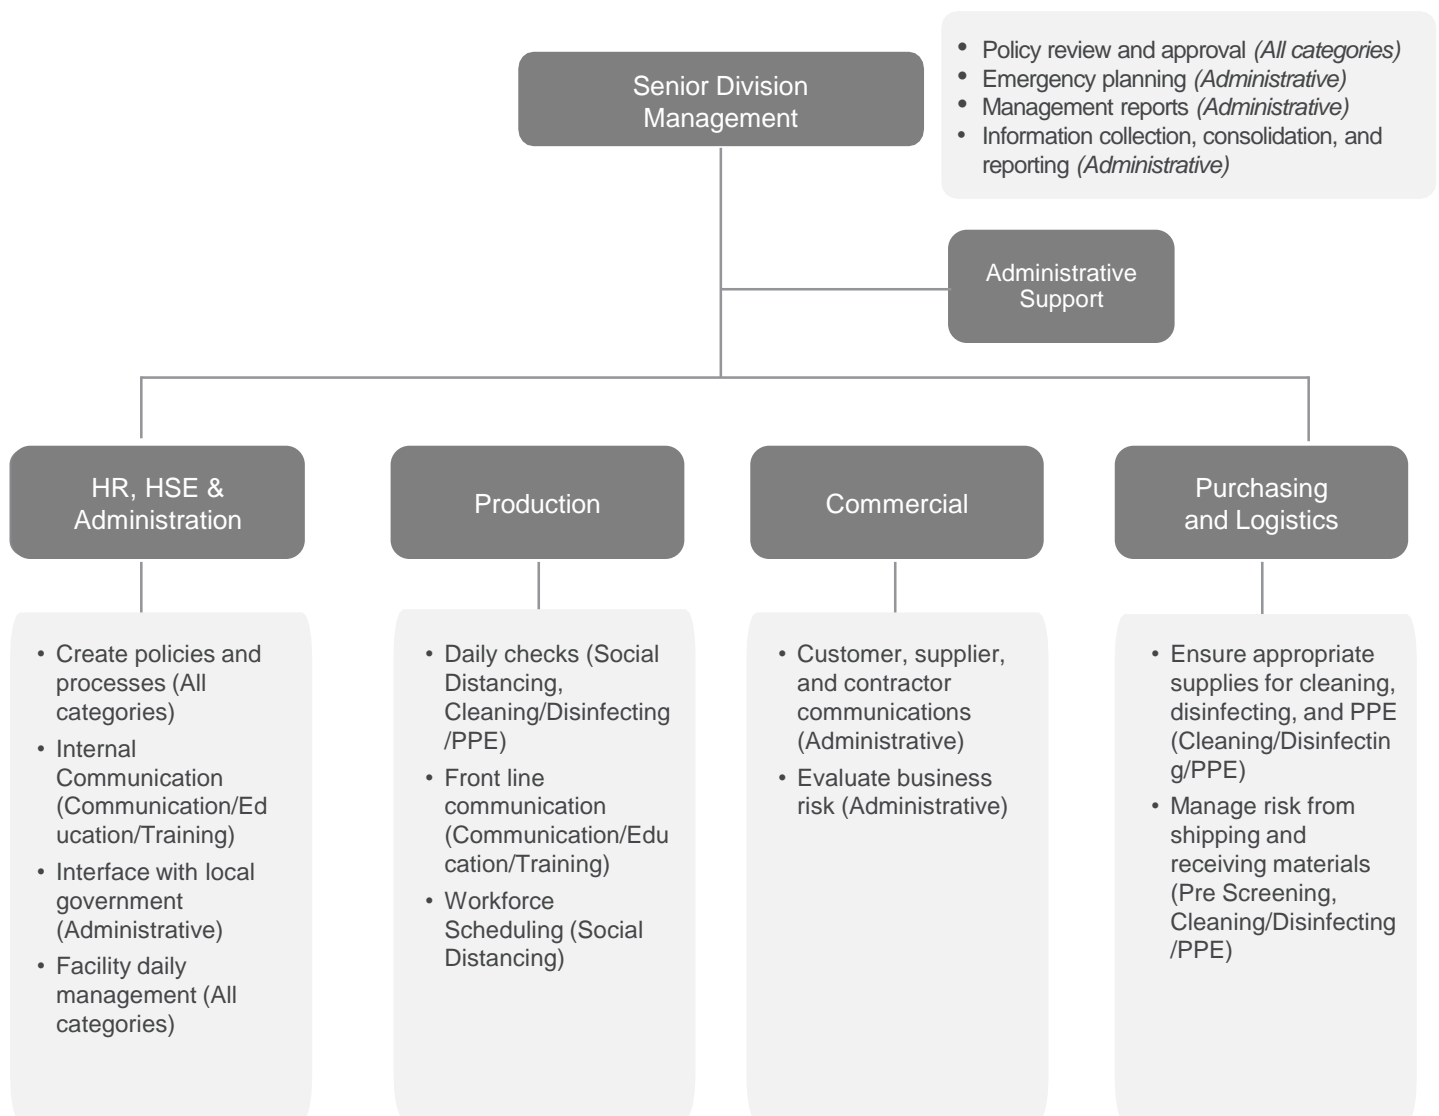 Senior Division
Management
• Policy review and approval (All categories)
• Emergency planning (Administrative)
• Management reports (Administrative)
• Information collection, consolidation, and
reporting (Administrative)
Administrative
Support
HR, HSE &
Administration
Production
Commercial
Purchasing
and Logistics
• Create policies and
processes (All
categories)
• Internal
Communication
(Communication/Ed
ucation/Training)
• Interface with local
government
(Administrative)
• Facility daily
management (All
categories)
• Daily checks (Social
Distancing,
Cleaning/Disinfecting
/PPE)
• Front line
communication
(Communication/Edu
cation/Training)
• Workforce
Scheduling (Social
Distancing)
• Customer, supplier,
and contractor
communications
(Administrative)
• Evaluate business
risk (Administrative)
• Ensure appropriate
supplies for cleaning,
disinfecting, and PPE
(Cleaning/Disinfectin
g/PPE)
• Manage risk from
shipping and
receiving materials
(Pre Screening,
Cleaning/Disinfecting
/PPE)